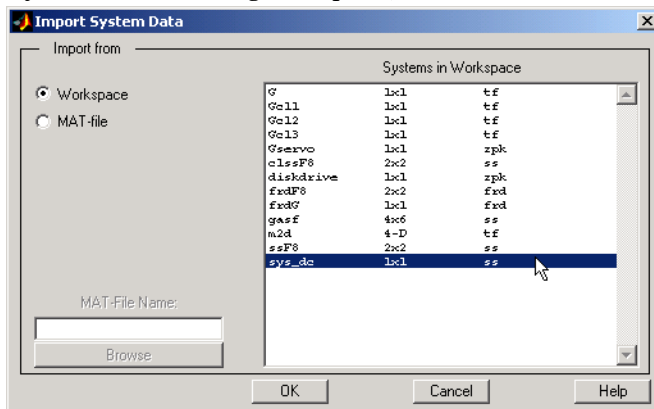 Import System Data
Import from
Systems in Workspace
Workspace
MAT-file
G 1x1 tf
Gcl1 1x1 tf
Gcl2 1x1 tf
Gcl3 1x1 tf
Gservo 1x1 zpk
clssF8 2x2 ss
diskdrive 1x1 zpk
frdF8 2x2 frd
frdG 1x1 frd
gasf 4x6 ss
m2d 4-D tf
ssF8 2x2 ss
sys_dc 1x1 ss
MAT-File Name:
Browse
OK Cancel Help